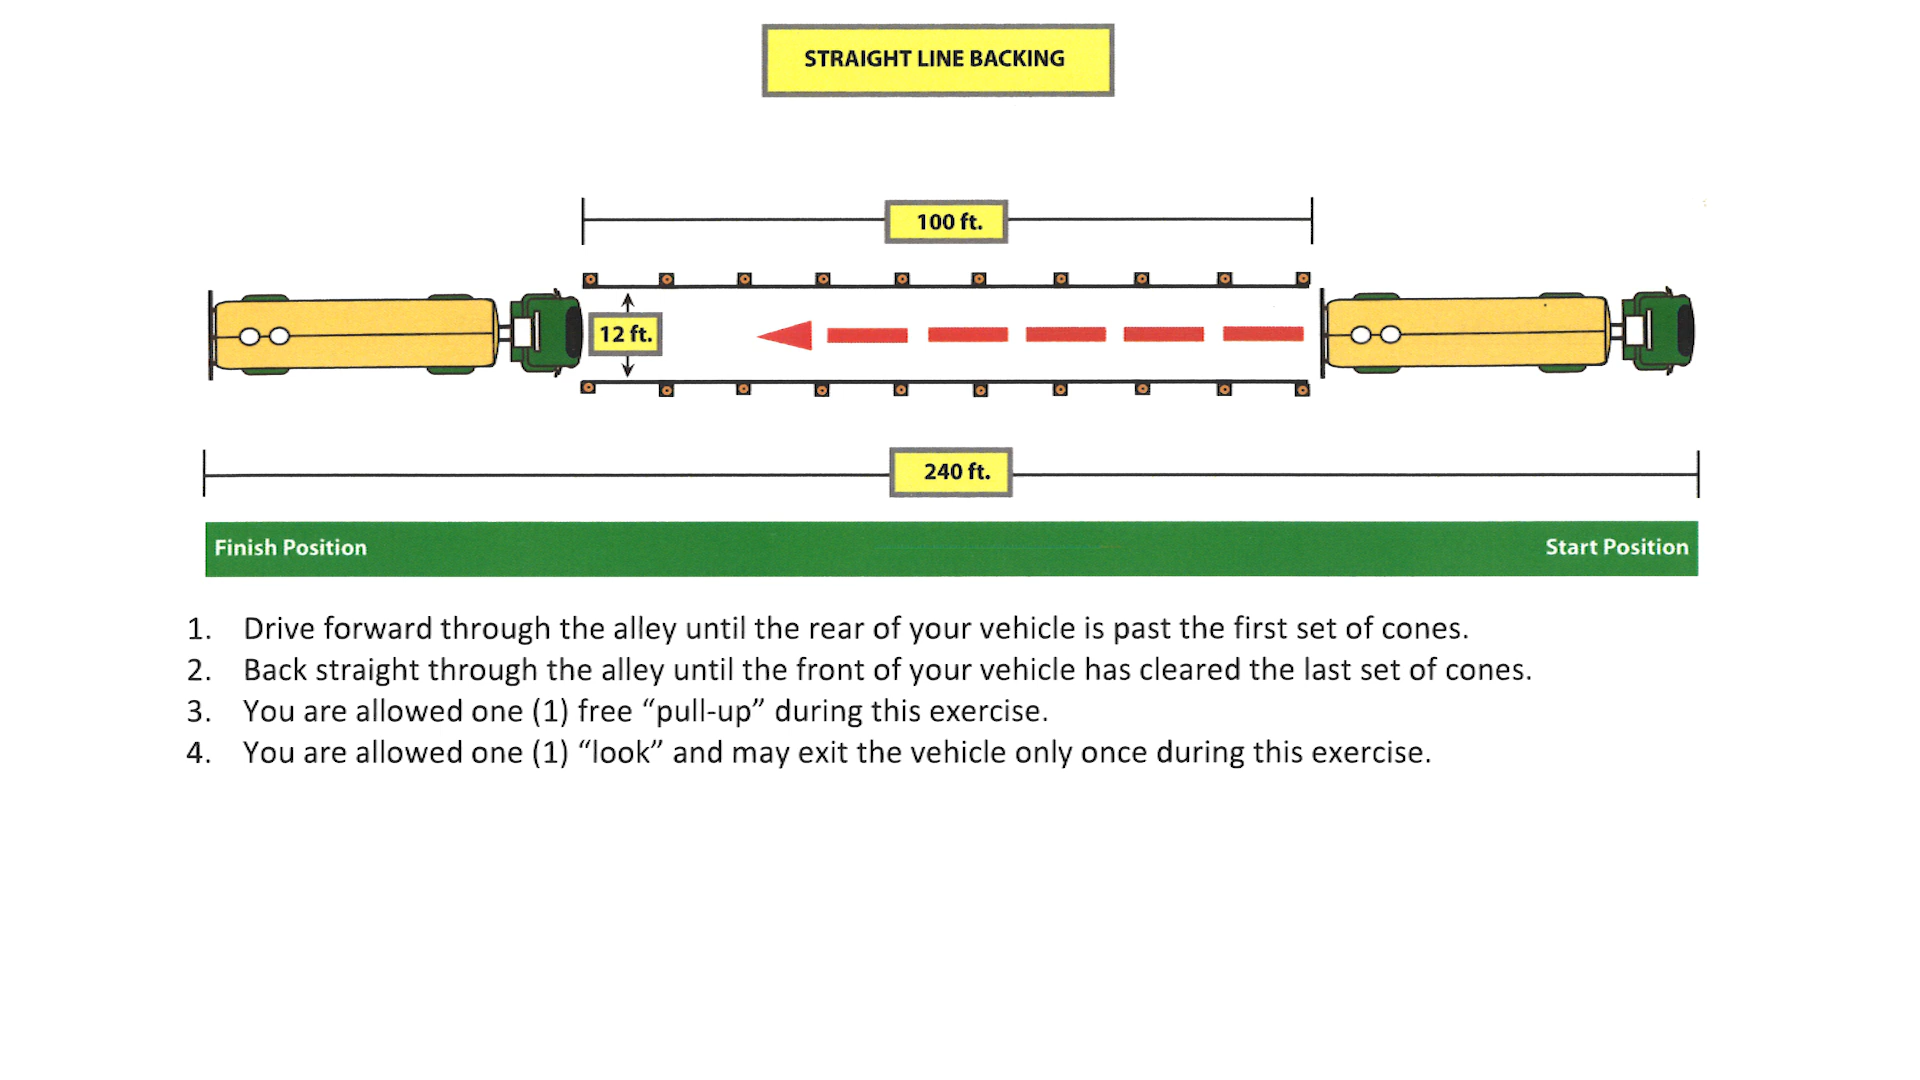 STRAIGHT LINE BACKING
100 ft.
12 ft.
240 ft.
Finish Position
Start Position
1. Drive forward through the alley until the rear of your vehicle is past the first set of cones.
2. Back straight through the alley until the front of your vehicle has cleared the last set of cones.
3. You are allowed one (1) free “pull-up” during this exercise.
4. You are allowed one (1) “look” and may exit the vehicle only once during this exercise.